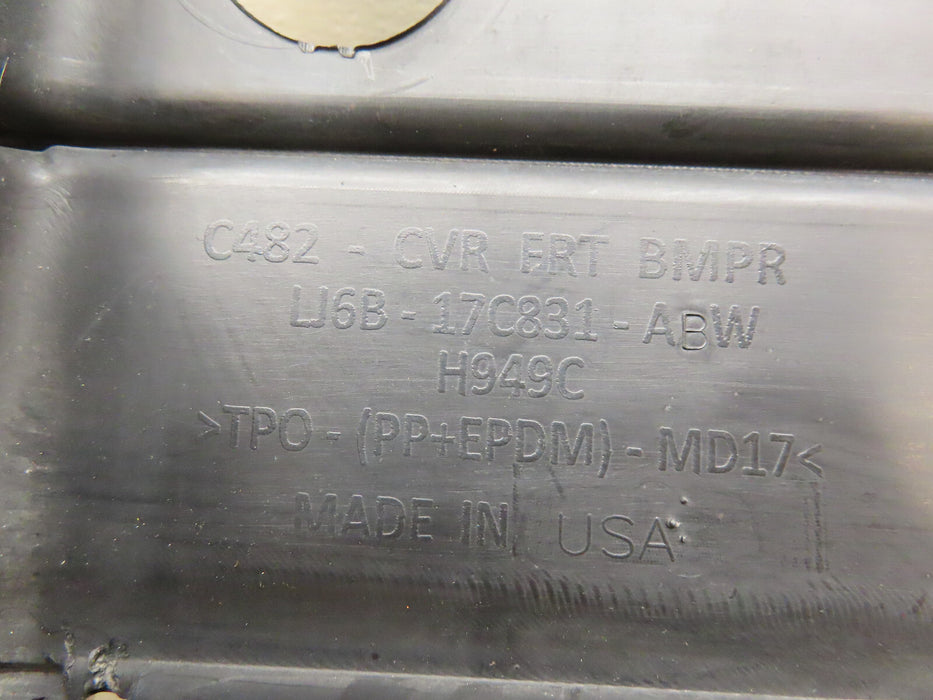 C482 - CVR FRT BMPR
LJ6B - 17C831 - ABW
H949C
>TPO - (PP+EPDM) - MD17<
MADE IN USA